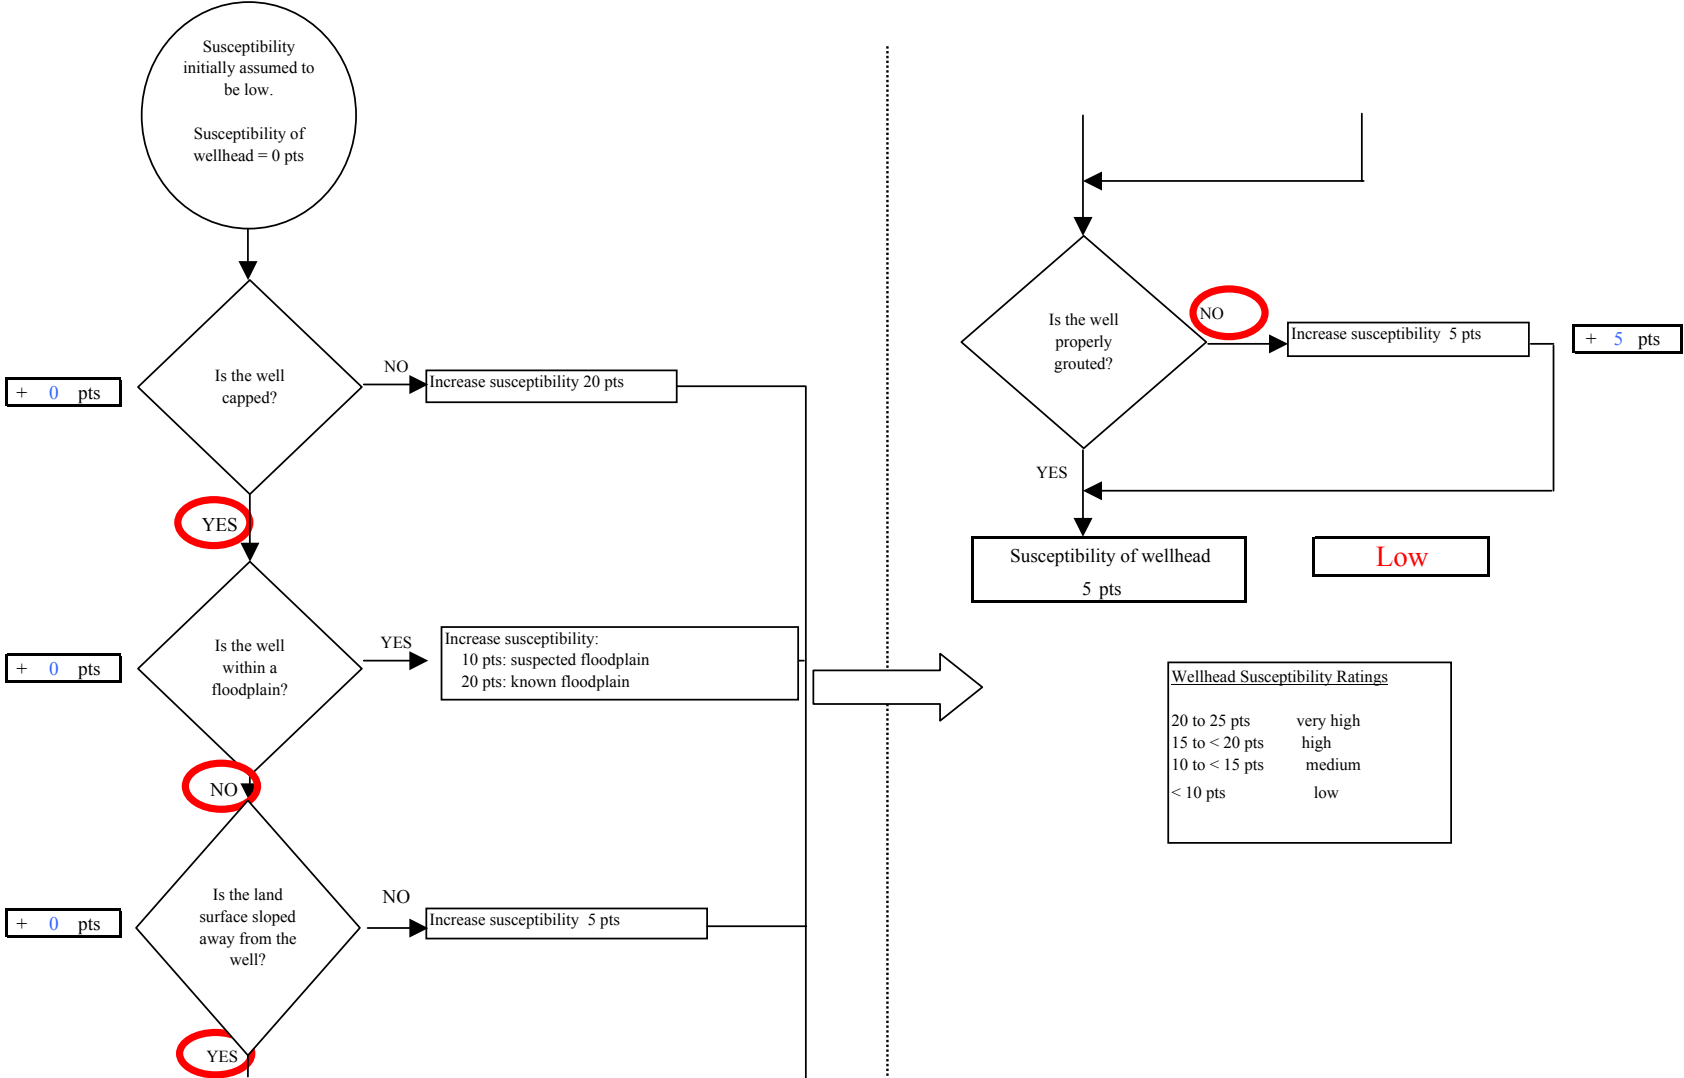 Susceptibility
initially assumed to
be low.
Susceptibility of
wellhead = 0 pts
+ 0 pts
Is the well
capped?
NO
Increase susceptibility 20 pts
YES
+ 0 pts
Is the well
within a
floodplain?
YES
Increase susceptibility:
10 pts: suspected floodplain
20 pts: known floodplain
NO
+ 0 pts
Is the land
surface sloped
away from the
well?
NO
Increase susceptibility 5 pts
YES
Is the well
properly
grouted?
NO
Increase susceptibility 5 pts
+ 5 pts
YES
Susceptibility of wellhead
5 pts
Low
Wellhead Susceptibility Ratings
20 to 25 pts very high
15 to < 20 pts high
10 to < 15 pts medium
< 10 pts low